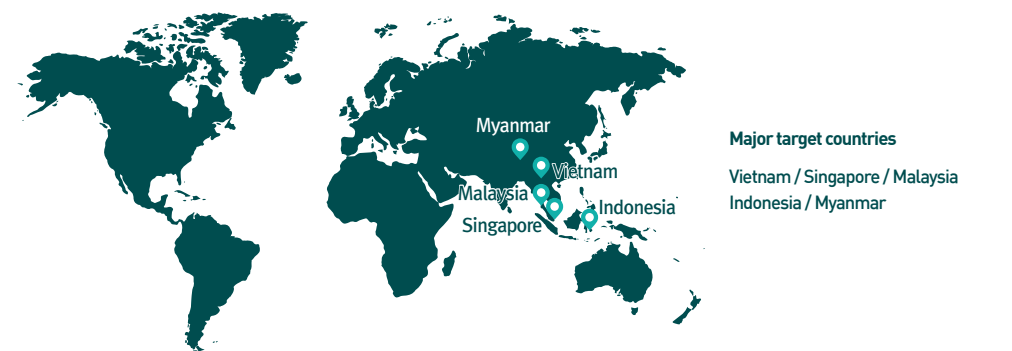 Myanmar
Vietnam
Malaysia
Indonesia
Singapore
Major target countries
Vietnam / Singapore / Malaysia
Indonesia / Myanmar